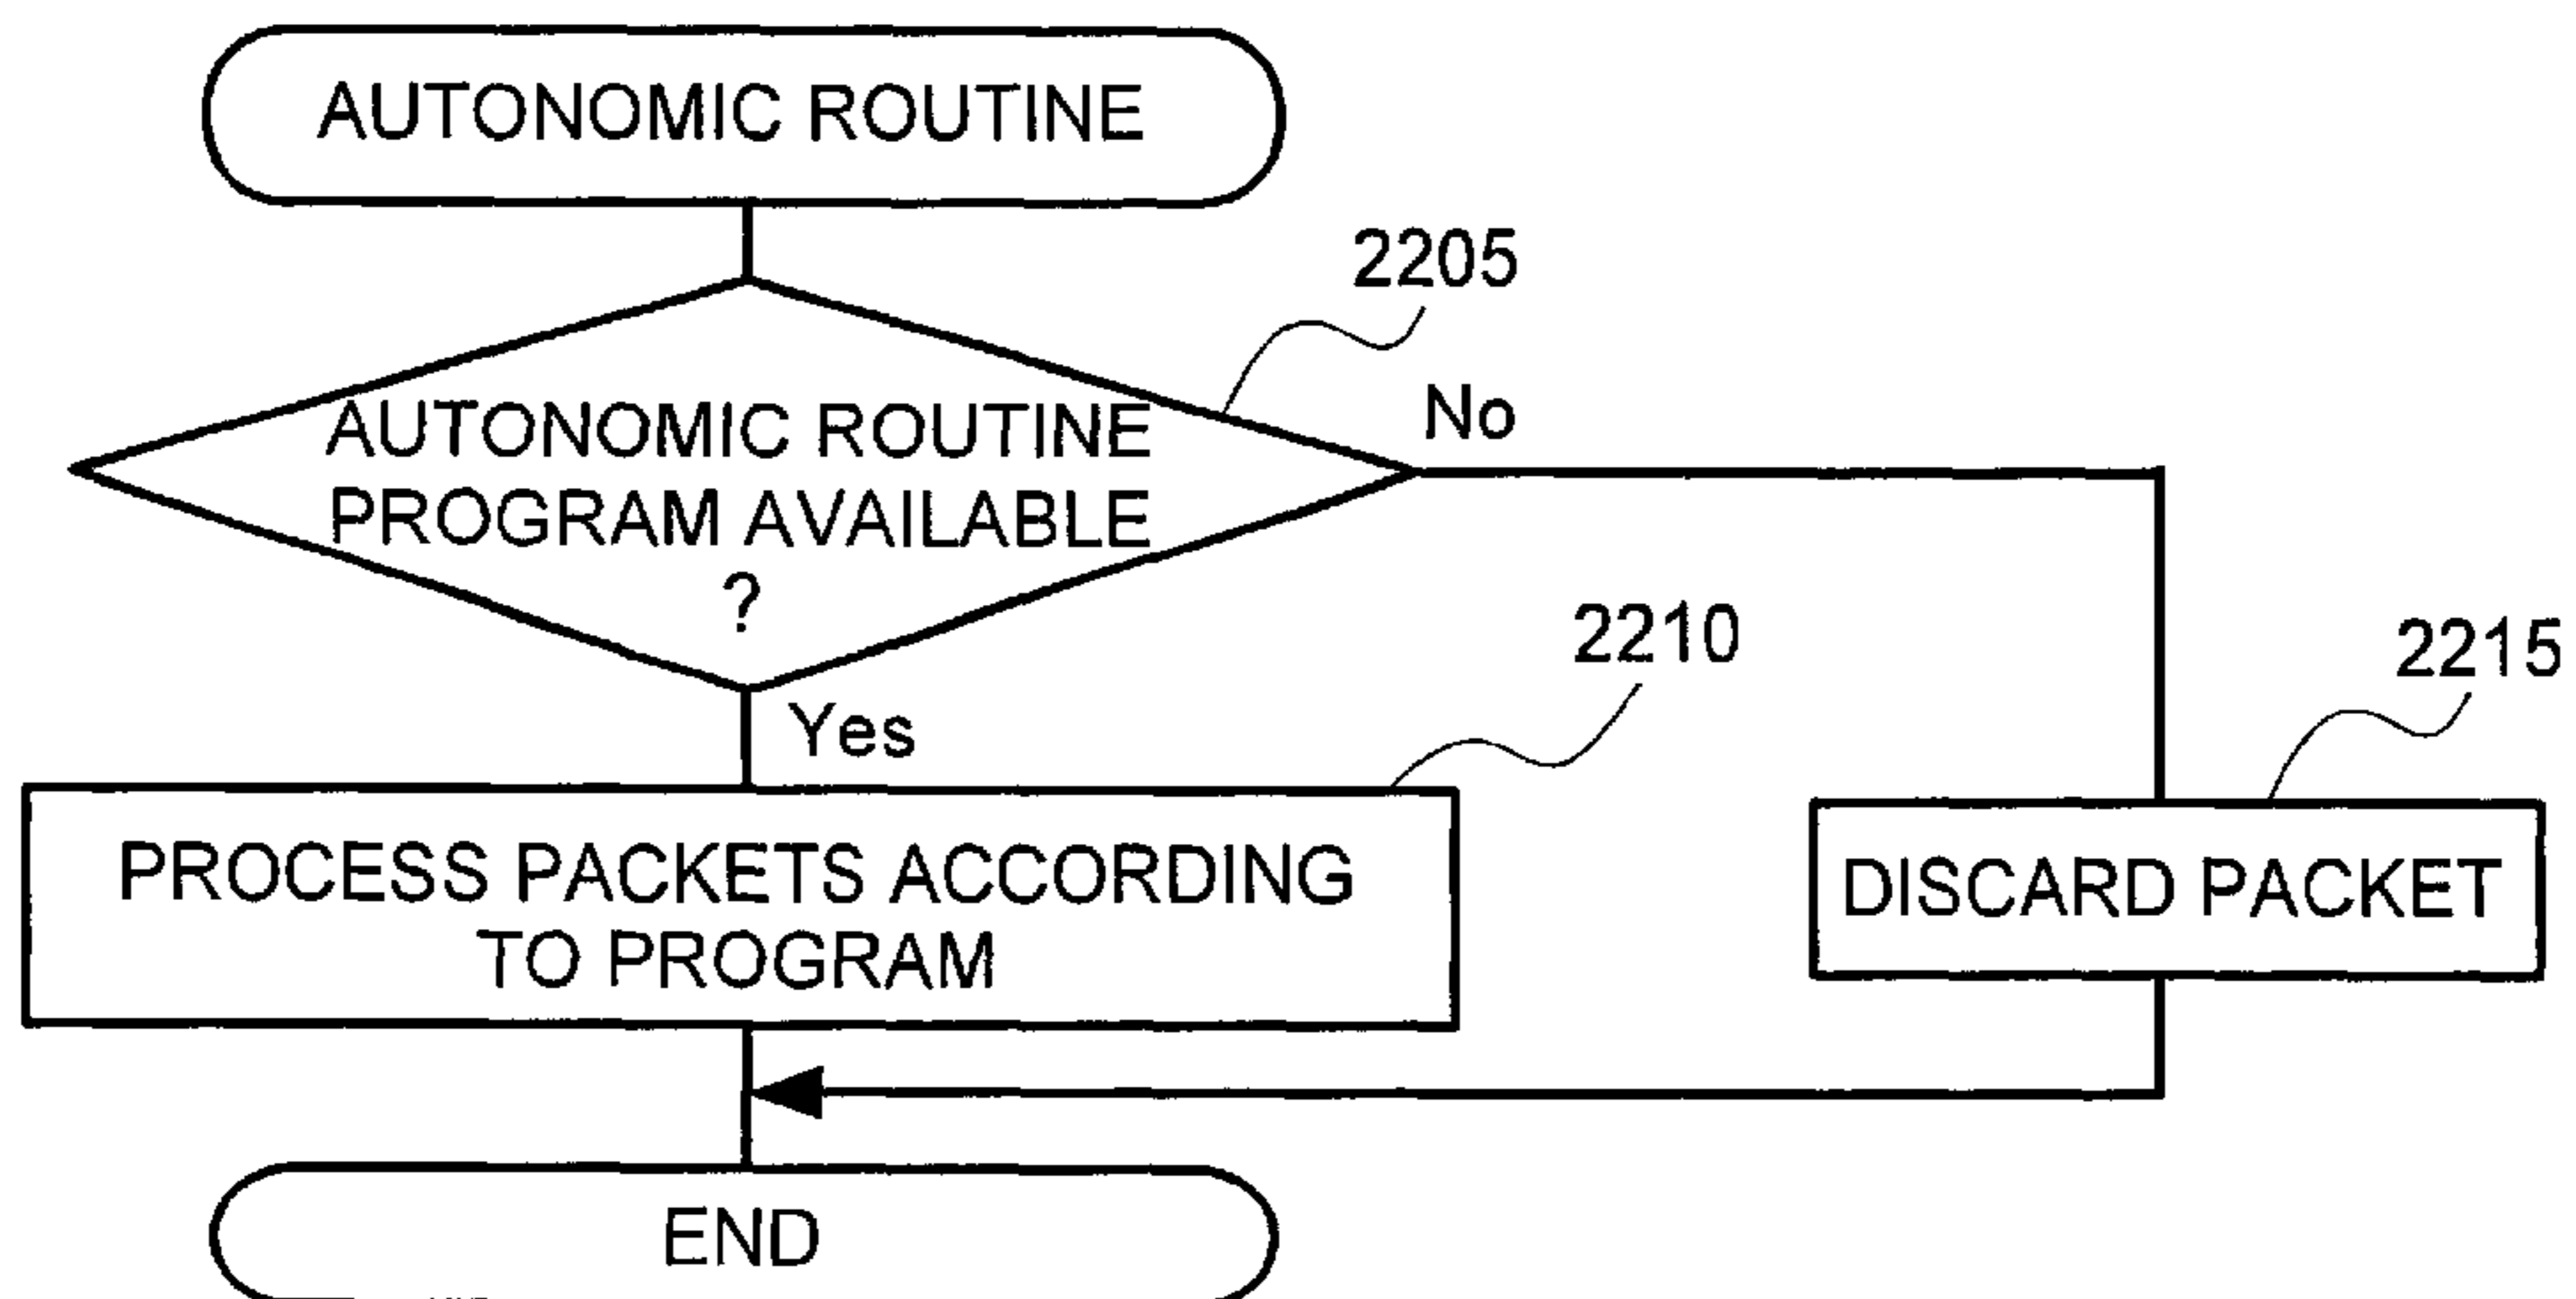 AUTONOMIC ROUTINE
2205
AUTONOMIC ROUTINE
PROGRAM AVAILABLE
?
No
Yes
2210
2215
PROCESS PACKETS ACCORDING
TO PROGRAM
DISCARD PACKET
END